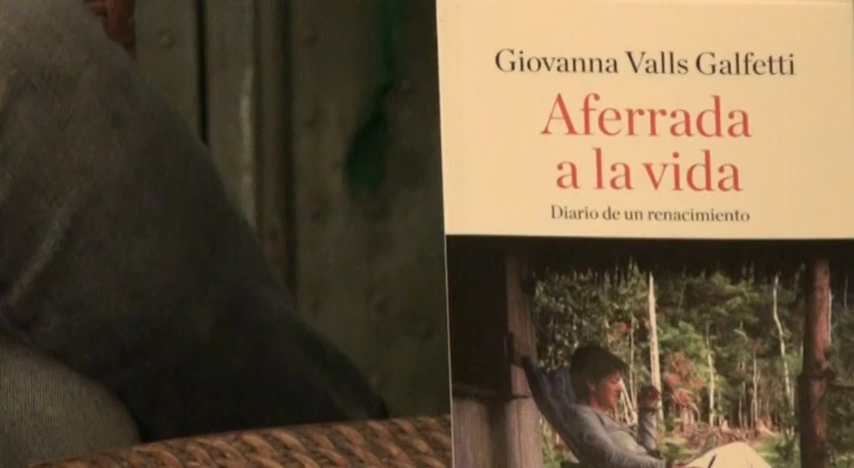 Giovanna Valls Galfetti
Aferrada
a la vida
Diario de un renacimiento